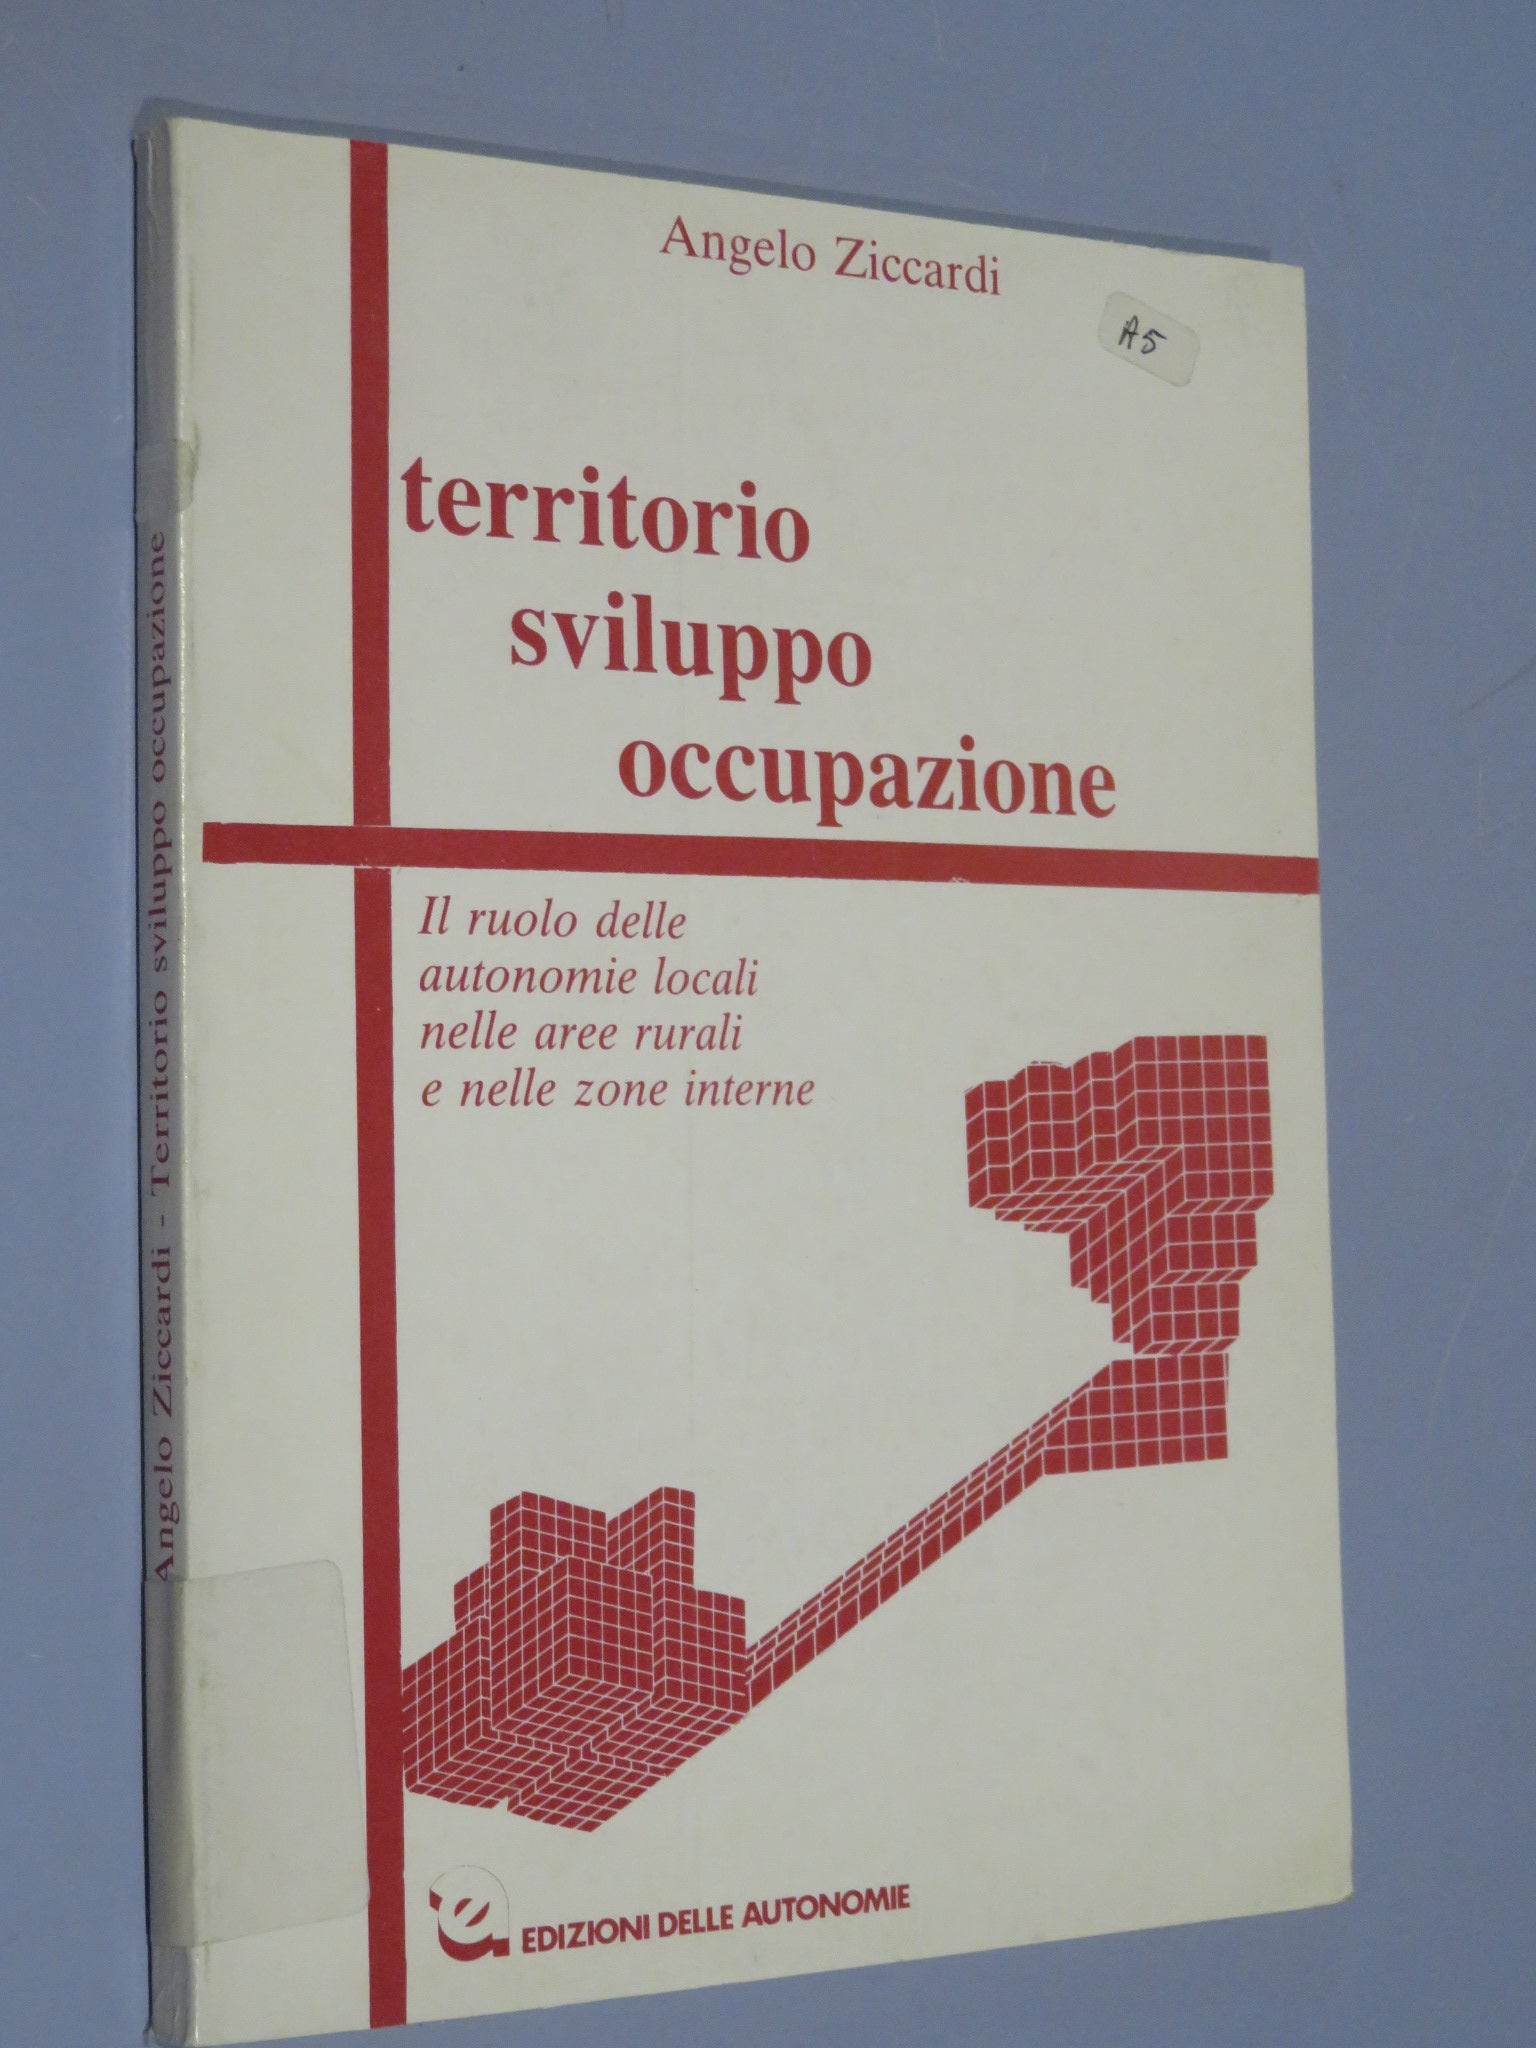 Angelo Ziccardi
A5
territorio
sviluppo
occupazione
Il ruolo delle
autonomie locali
nelle aree rurali
e nelle zone interne
e EDIZIONI DELLE AUTONOMIE
Angelo Ziccardi - Territorio sviluppo occupazione